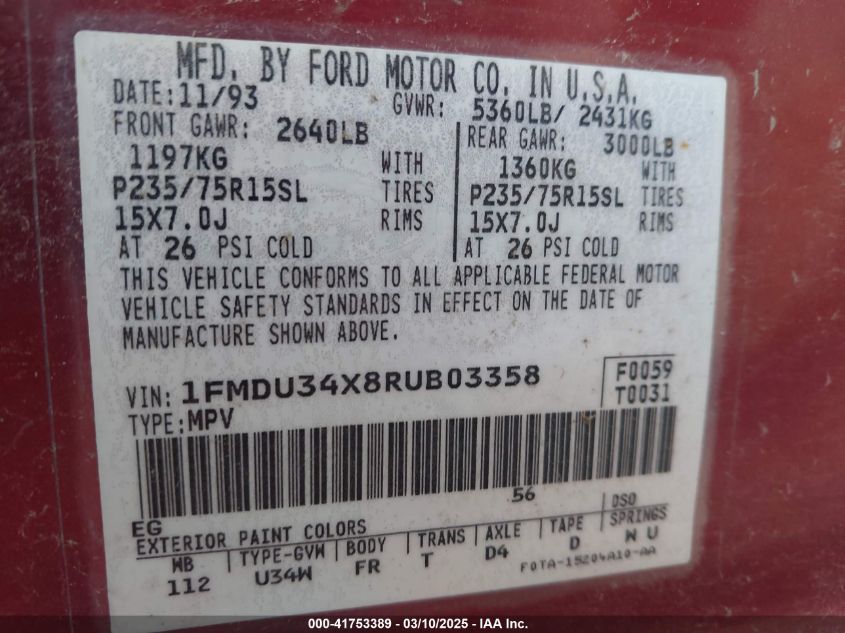 MFD. BY FORD MOTOR CO. IN U.S.A.
DATE: 11/93 GVWR: 5360LB/ 2431KG
FRONT GAWR: 2640LB REAR GAWR: 3000LB
1197KG WITH 1360KG WITH
P235/75R15SL TIRES P235/75R15SL TIRES
15X7.0J RIMS 15X7.0J RIMS
AT 26 PSI COLD AT 26 PSI COLD
THIS VEHICLE CONFORMS TO ALL APPLICABLE FEDERAL MOTOR
VEHICLE SAFETY STANDARDS IN EFFECT ON THE DATE OF
MANUFACTURE SHOWN ABOVE.
VIN: 1FMDU34X8RUB03358 F0059
TYPE: MPV T0031
56
EG DSO
EXTERIOR PAINT COLORS
WB TYPE-GVW BODY TRANS AXLE TAPE SPRINGS
112 U34W FR T D4 D W U
F0TA-15204A10-AA
000-41753389 - 03/10/2025 - IAA Inc.